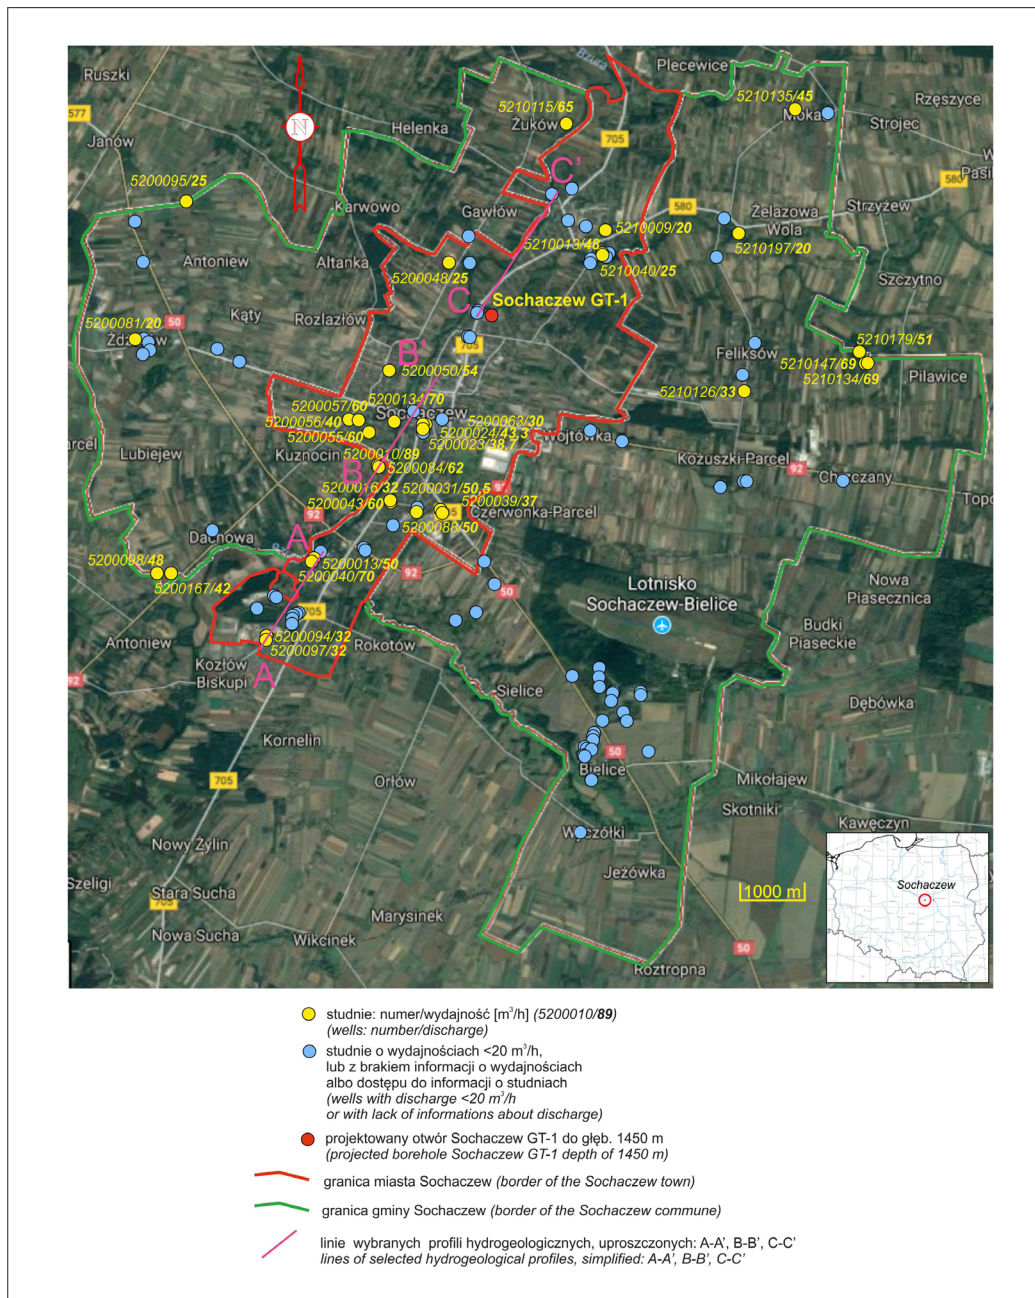 Ruszki
Plecewice
Bzura
577
5210135/45
Rzęszyce
5210115/65
Żuków
Helenka
Strojec
Janów
N
705
5200095/25
C'
580
Karwowo
Gawłów
580
Żelazowa
Wola
Strzyżew
5210009/20
5210013/48
5210197/20
Antoniew
Altanka
5200048/25
5210040/25
Szczytno
C
Sochaczew GT-1
Kąty
Rozlazłów
5200081/20
50
705
B'
Feliksów
5210179/51
5200050/54
5210147/69
5210134/69
Pilawice
5210126/33
5200134/70
5200057/60
Sochaczew
5200056/40
5200063/30
5200055/60
5200024/43,3
5200023/38,7
Lubiejew
Kuznocin
5200010/89
Kożuszki-Parcel
B
5200084/62
92
5200016/32
5200031/50,5
5200043/60
5200039/37
92
Czerwonka-Parcel
5200088/50
Dachowa
A'
5200098/48
5200013/50
5200040/70
92
5200167/42
50
Lotnisko
Sochaczew-Bielice
Nowa
Piasecznica
705
Budki
Piaseckie
5200094/32
Antoniew
5200097/32
Rokotów
Kozłów
Biskupi
A
92
Sielice
Dębówka
Kornelin
50
Bielice
705
Orłów
Mikołajew
Skotniki
Kawęczyn
Nowy Żylin
Jeżówka
Szeligi
Stara Sucha
1000 m
Sochaczew
705
Marysinek
Nowa Sucha
Wikcinek
50
Roztropna
studnie: numer/wydajność [m³/h] (5200010/89)
(wells: number/discharge)
studnie o wydajnościach <20 m³/h,
lub z brakiem informacji o wydajnościach
albo dostępu do informacji o studniach
(wells with discharge <20 m³/h
or with lack of informations about discharge)
projektowany otwór Sochaczew GT-1 do głęb. 1450 m
(projected borehole Sochaczew GT-1 depth of 1450 m)
granica miasta Sochaczew (border of the Sochaczew town)
granica gminy Sochaczew (border of the Sochaczew commune)
linie wybranych profili hydrogeologicznych, uproszczonych: A-A', B-B', C-C'
lines of selected hydrogeological profiles, simplified: A-A', B-B', C-C'